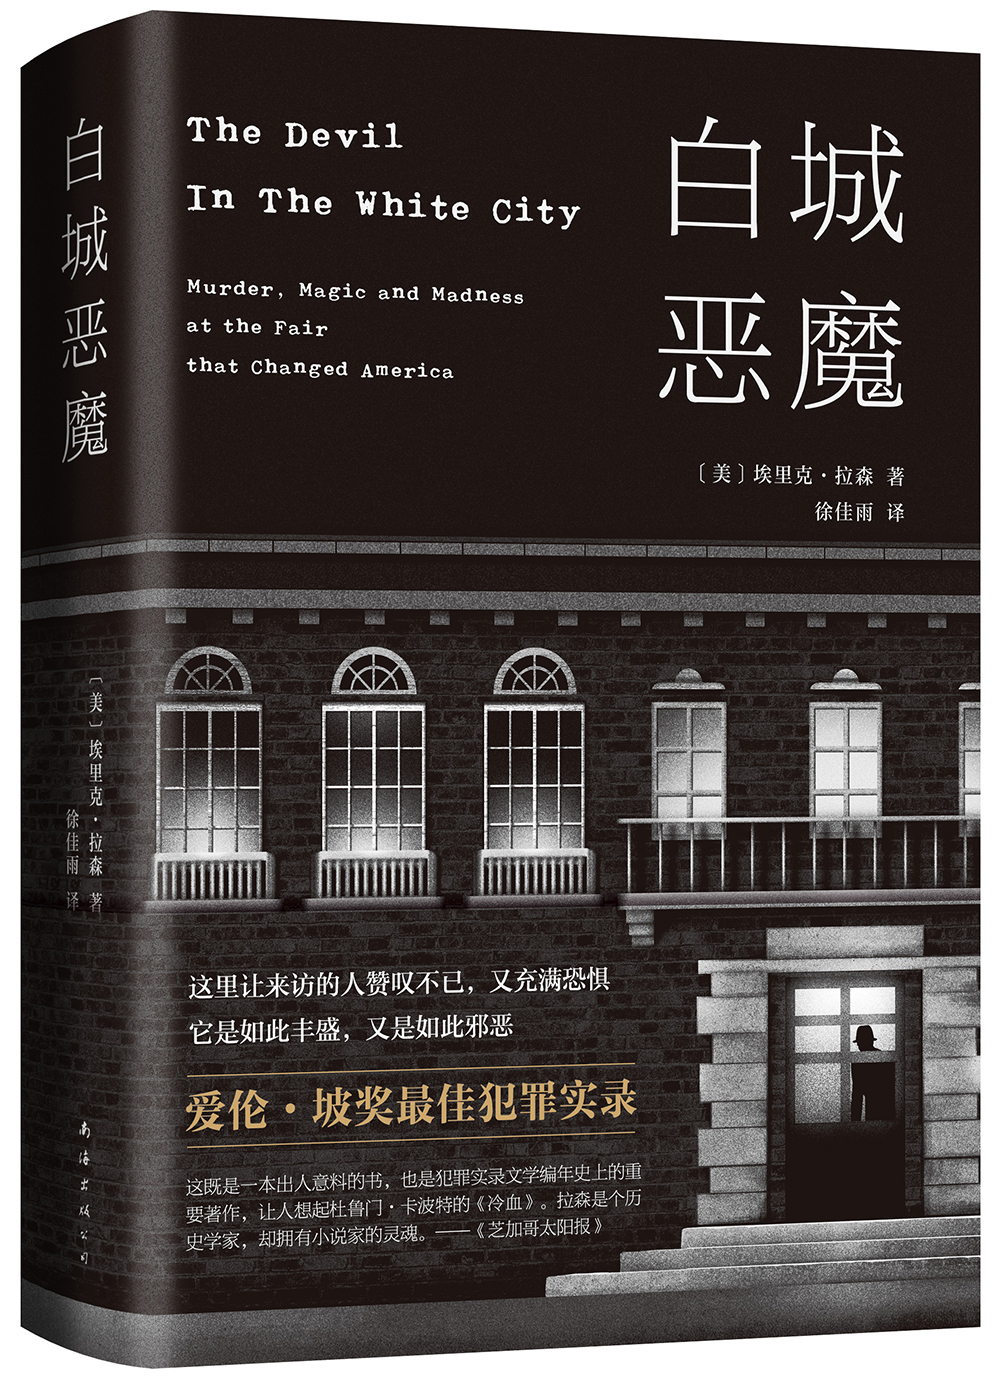 白城恶魔
〔美〕埃里克·拉森 著
徐佳雨 译
南海出版公司
The Devil
In The White City
Murder, Magic and Madness
at the Fair
that Changed America
白城
恶魔
〔美〕埃里克·拉森 著
徐佳雨 译
这里让来访的人赞叹不已，又充满恐惧
它是如此丰盛，又是如此邪恶
爱伦·坡奖最佳犯罪实录
这既是一本出人意料的书，也是犯罪实录文学编年史上的重
要著作，让人想起杜鲁门·卡波特的《冷血》。拉森是个历
史学家，却拥有小说家的灵魂。——《芝加哥太阳报》